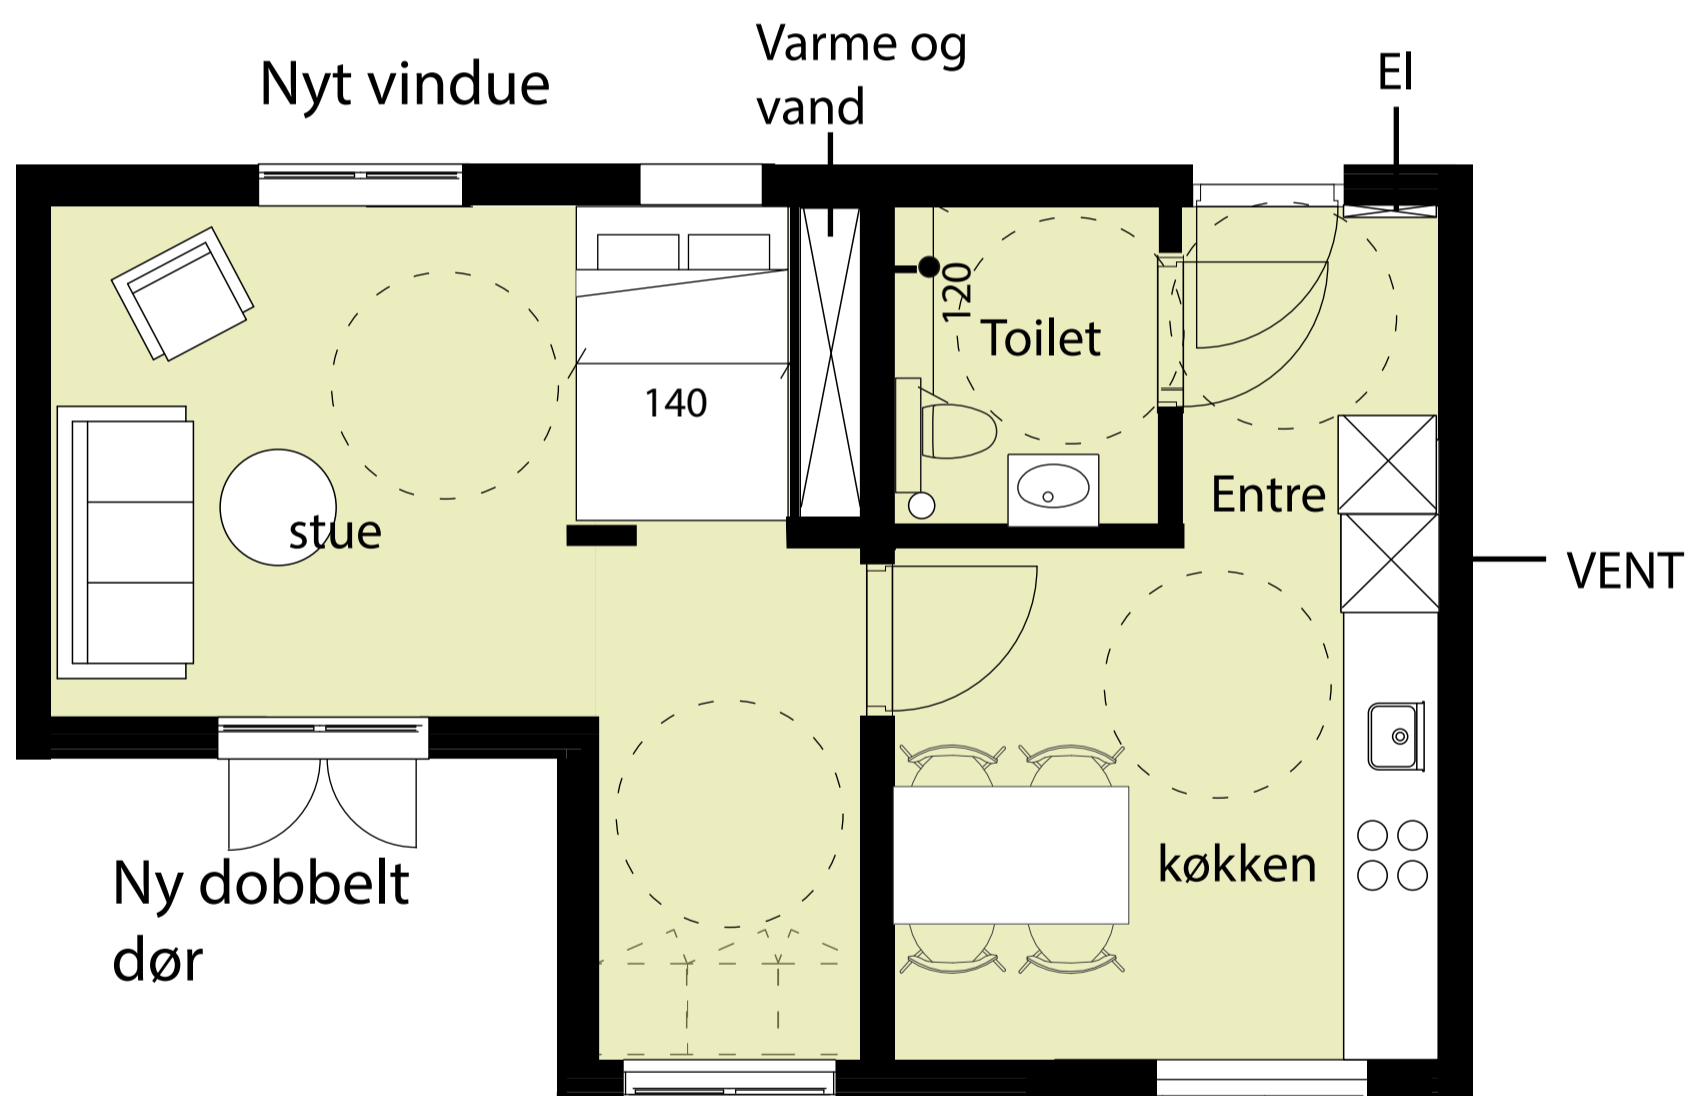 Nyt vindue
Varme og
vand
El
120
Toilet
140
Entre
stue
VENT
køkken
Ny dobbelt
dør